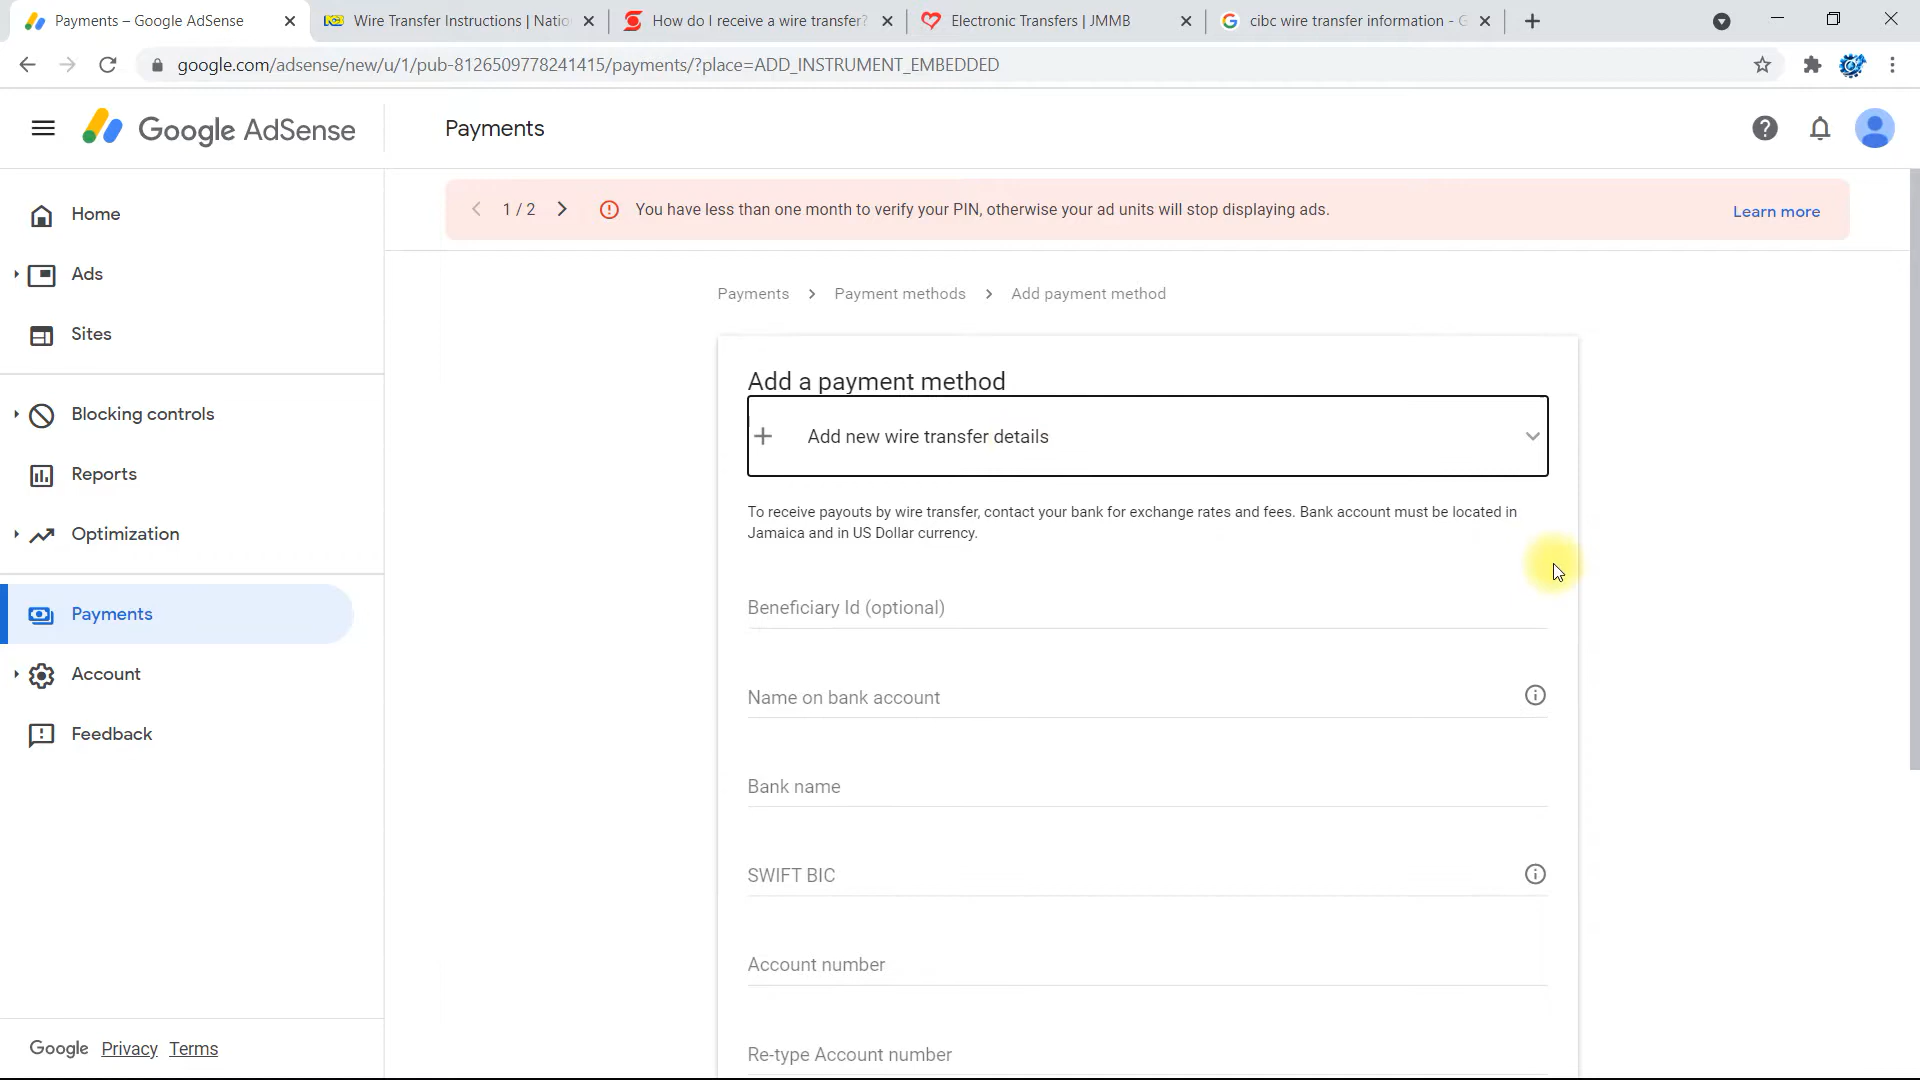 Payments – Google AdSense
Wire Transfer Instructions | Natio
How do I receive a wire transfer?
Electronic Transfers | JMMB
cibc wire transfer information - G
google.com/adsense/new/u/1/pub-8126509778241415/payments/?place=ADD_INSTRUMENT_EMBEDDED
Google AdSense
Payments
Home
Ads
Sites
Blocking controls
Reports
Optimization
Payments
Account
Feedback
Google Privacy Terms
1 / 2
You have less than one month to verify your PIN, otherwise your ad units will stop displaying ads.
Learn more
Payments > Payment methods > Add payment method
Add a payment method
Add new wire transfer details
To receive payouts by wire transfer, contact your bank for exchange rates and fees. Bank account must be located in
Jamaica and in US Dollar currency.
Beneficiary Id (optional)
Name on bank account
Bank name
SWIFT BIC
Account number
Re-type Account number